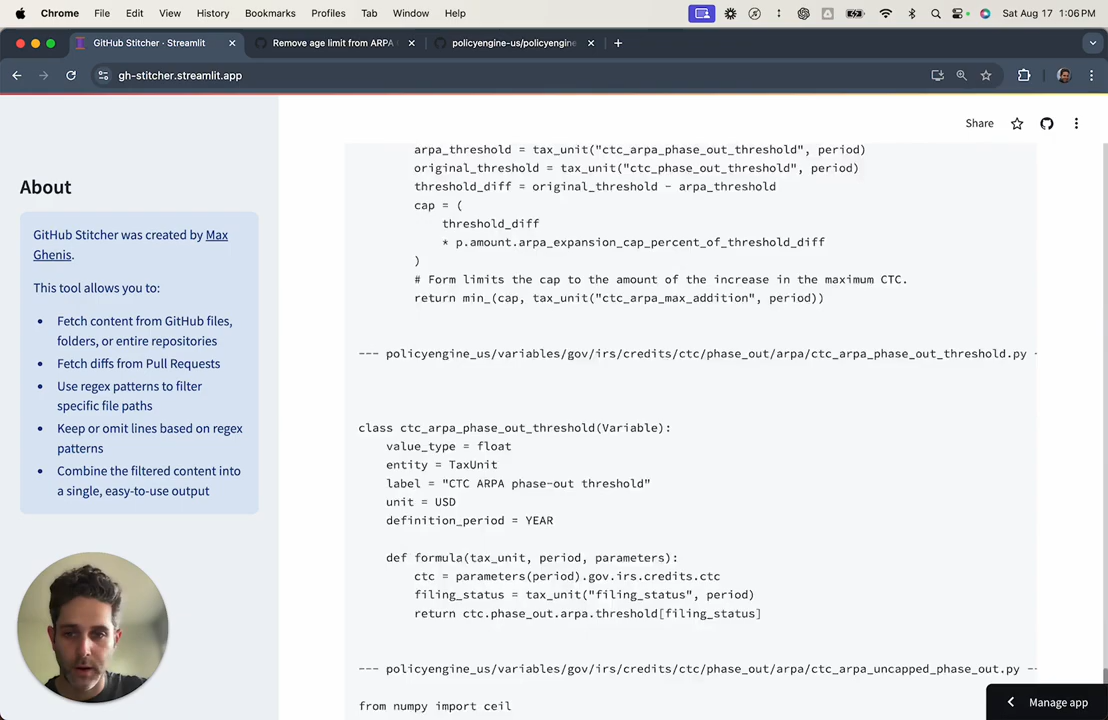 Chrome File Edit View History Bookmarks Profiles Tab Window Help Sat Aug 17 1:06 PM
GitHub Stitcher · Streamlit Remove age limit from ARPA policyengine-us/policyengine
gh-stitcher.streamlit.app
Share
About
GitHub Stitcher was created by Max
Ghenis.
This tool allows you to:
• Fetch content from GitHub files,
folders, or entire repositories
• Fetch diffs from Pull Requests
• Use regex patterns to filter
specific file paths
• Keep or omit lines based on regex
patterns
• Combine the filtered content into
a single, easy-to-use output
arpa_threshold = tax_unit("ctc_arpa_phase_out_threshold", period)
original_threshold = tax_unit("ctc_phase_out_threshold", period)
threshold_diff = original_threshold - arpa_threshold
cap = (
threshold_diff
* p.amount.arpa_expansion_cap_percent_of_threshold_diff
)
# Form limits the cap to the amount of the increase in the maximum CTC.
return min_(cap, tax_unit("ctc_arpa_max_addition", period))
--- policyengine_us/variables/gov/irs/credits/ctc/phase_out/arpa/ctc_arpa_phase_out_threshold.py -
class ctc_arpa_phase_out_threshold(Variable):
value_type = float
entity = TaxUnit
label = "CTC ARPA phase-out threshold"
unit = USD
definition_period = YEAR
def formula(tax_unit, period, parameters):
ctc = parameters(period).gov.irs.credits.ctc
filing_status = tax_unit("filing_status", period)
return ctc.phase_out.arpa.threshold[filing_status]
--- policyengine_us/variables/gov/irs/credits/ctc/phase_out/arpa/ctc_arpa_uncapped_phase_out.py --
from numpy import ceil
Manage app